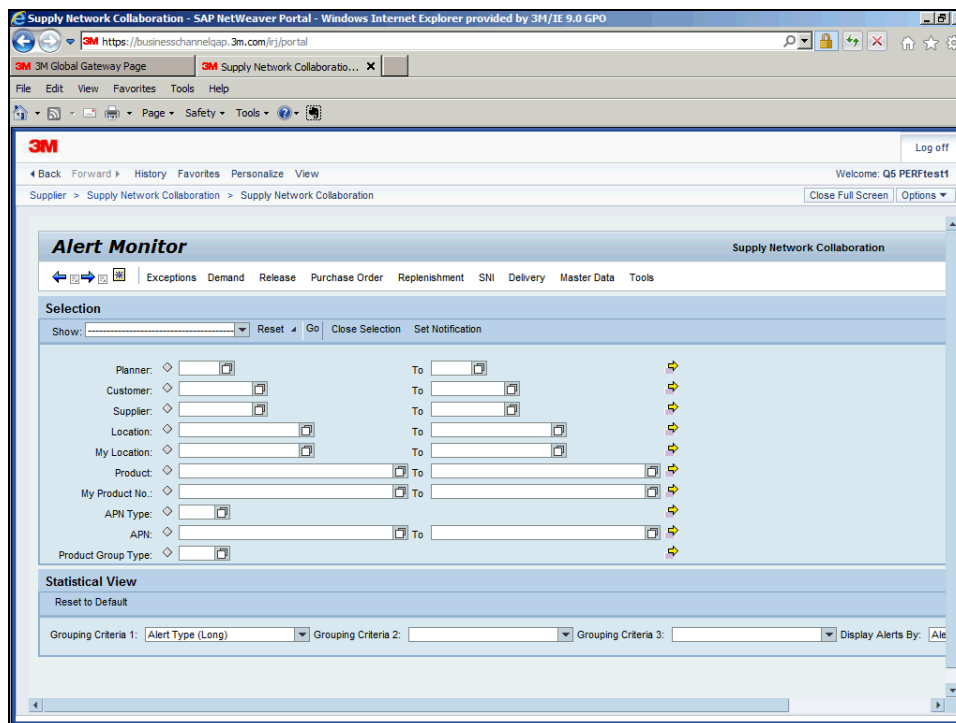 Supply Network Collaboration - SAP NetWeaver Portal - Windows Internet Explorer provided by 3M/IE 9.0 GPO
3M https://businesschannelqap.3m.com/irj/portal
3M 3M Global Gateway Page 3M Supply Network Collaboratio... X
File Edit View Favorites Tools Help
Page Safety Tools
3M Log off
Back Forward History Favorites Personalize View Welcome: Q5 PERFtest1
Supplier > Supply Network Collaboration > Supply Network Collaboration Close Full Screen Options
Alert Monitor Supply Network Collaboration
Exceptions Demand Release Purchase Order Replenishment SNI Delivery Master Data Tools
Selection
Show: ---------------------------------------- Reset Go Close Selection Set Notification
Planner: To
Customer: To
Supplier: To
Location: To
My Location: To
Product: To
My Product No.: To
APN Type:
APN: To
Product Group Type:
Statistical View
Reset to Default
Grouping Criteria 1: Alert Type (Long) Grouping Criteria 2: Grouping Criteria 3: Display Alerts By: Ale